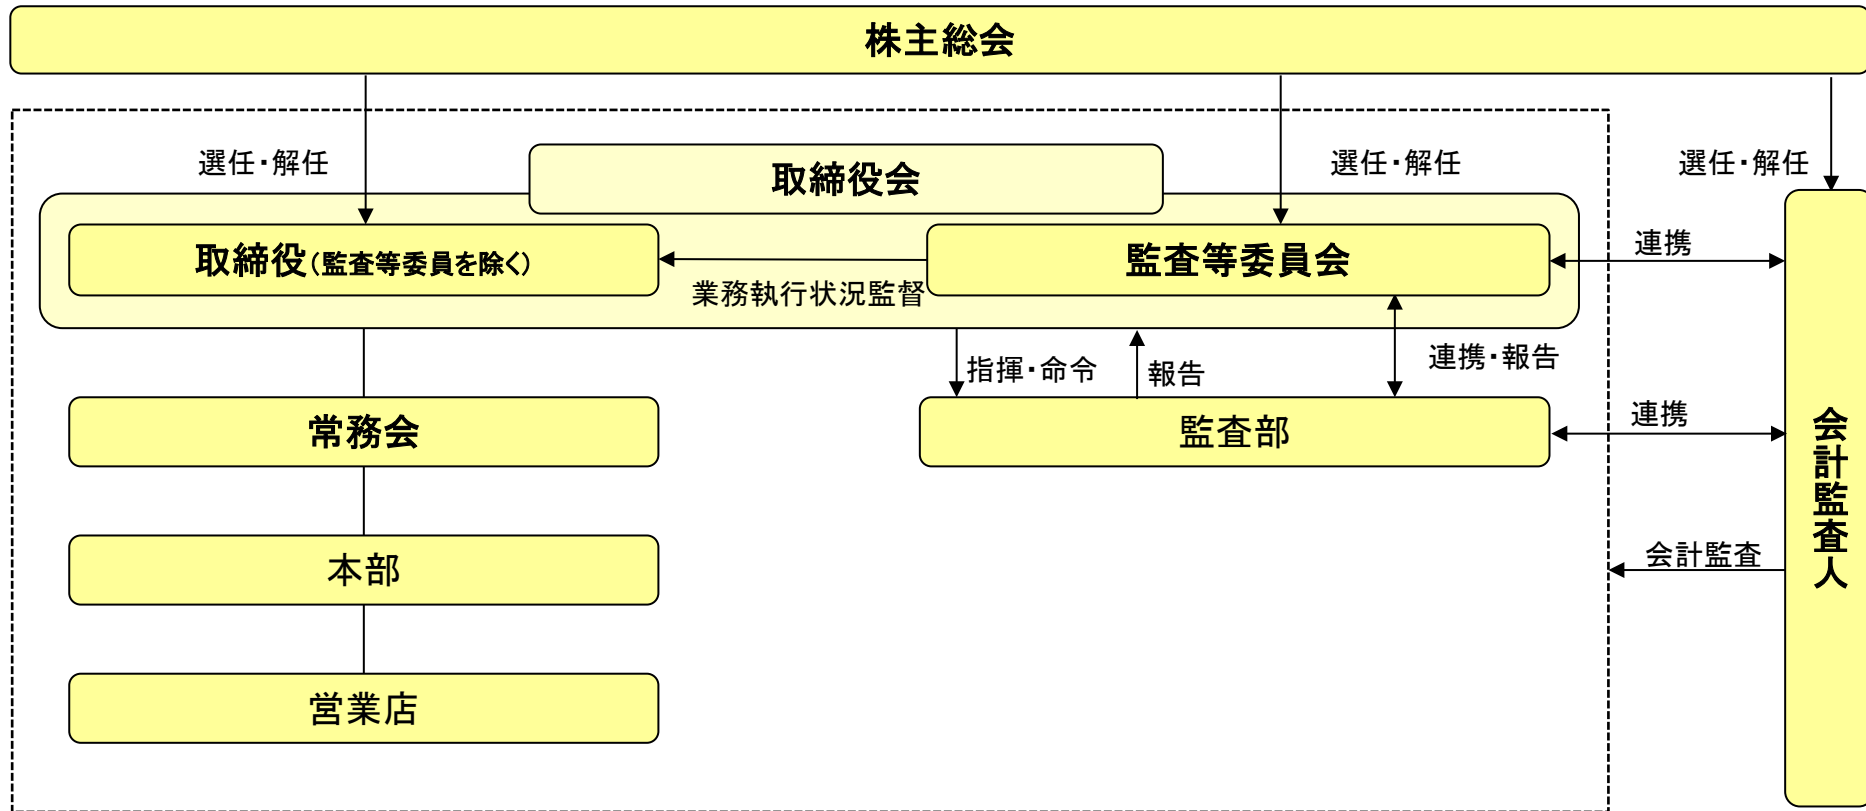 株主総会
選任・解任
取締役会
選任・解任
選任・解任
取締役（監査等委員を除く）
監査等委員会
連携
業務執行状況監督
指揮・命令
報告
連携・報告
常務会
監査部
連携
会計監査人
本部
会計監査
営業店